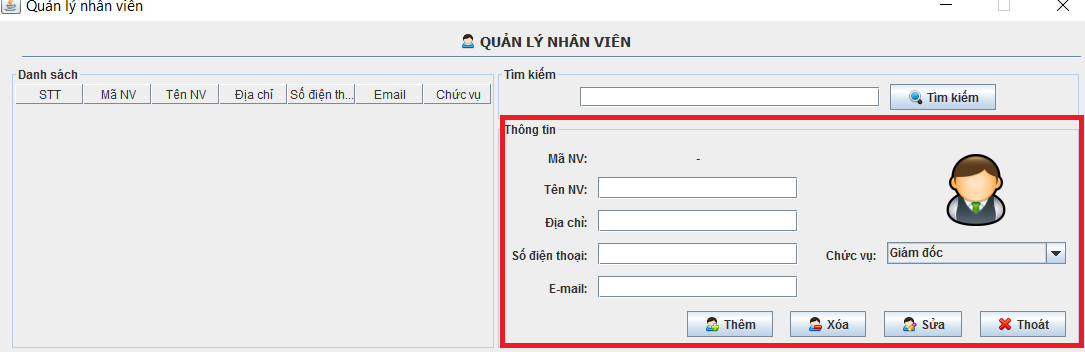 Quản lý nhân viên
QUẢN LÝ NHÂN VIÊN
Danh sách
STT Mã NV Tên NV Địa chỉ Số điện th... Email Chức vụ
Tìm kiếm
Tìm kiếm
Thông tin
Mã NV: -
Tên NV:
Địa chỉ:
Số điện thoại:
Chức vụ: Giám đốc
E-mail:
Thêm Xóa Sửa Thoát